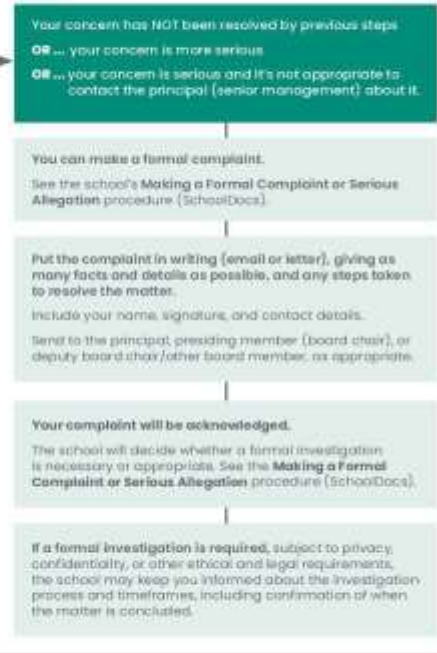 Your concern has NOT been resolved by previous steps
OR ... your concern is more serious
OR ... your concern is serious and it's not appropriate to
contact the principal (senior management) about it.
You can make a formal complaint.
See the school's Making a Formal Complaint or Serious
Allegation procedure (SchoolDocs).
Put the complaint in writing (email or letter), giving as
many facts and details as possible, and any steps taken
to resolve the matter.
Include your name, signature, and contact details.
Send to the principal, presiding member (board chair), or
deputy board chair/other board member, as appropriate.
Your complaint will be acknowledged.
The school will decide whether a formal investigation
is necessary or appropriate. See the Making a Formal
Complaint or Serious Allegation procedure (SchoolDocs).
If a formal investigation is required, subject to privacy,
confidentiality, or other ethical and legal requirements,
the school may keep you informed about the investigation
process and timeframes, including confirmation of when
the matter is concluded.